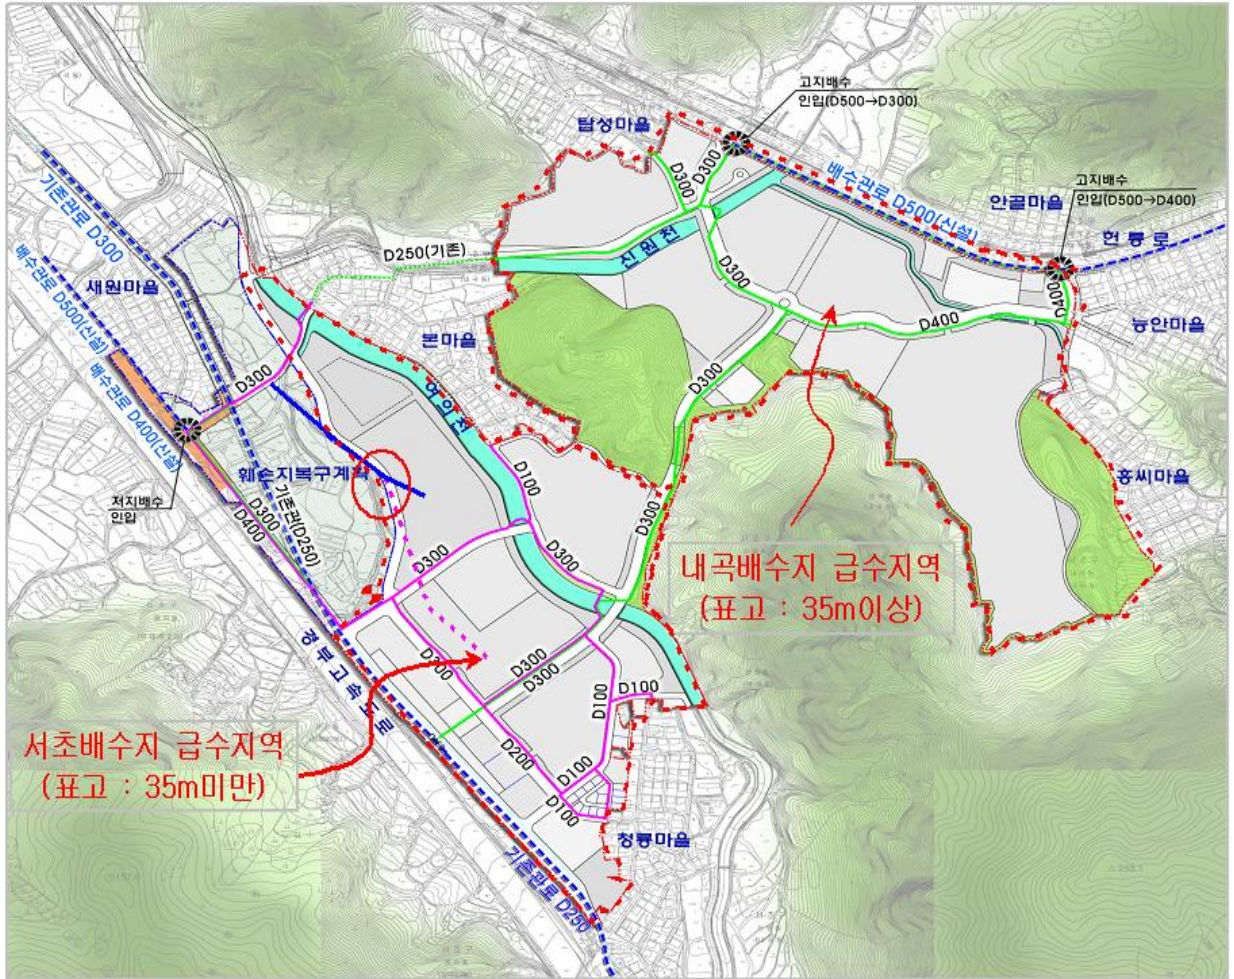 고지배수
인입(D500→D300)
탑성마을
D300
D300
배수관로 D500(신설)
고지배수
인입(D500→D400)
안골마을
헌릉로
기존관로 D300
D250(기존)
신원천
D300
D400
D400
능안마을
새원마을
배수관로 D500(신설)
본마을
배수관로 D400(신설)
D300
여의천
D300
훼손지복구계획
D100
홍씨마을
저지배수
인입
D300
D400
기존관(D250)
D300
D300
D300
내곡배수지 급수지역
(표고 : 35m이상)
경부고속도로
D300
D300
D300
D100
D100
서초배수지 급수지역
(표고 : 35m미만)
D200
D100
D100
청룡마을
기존관로 D250